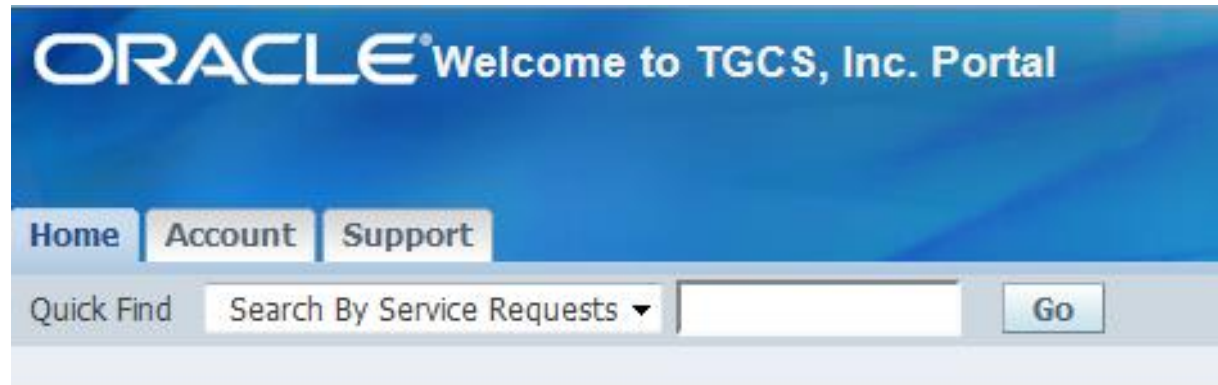 ORACLE® Welcome to TGCS, Inc. Portal
Home Account Support
Quick Find Search By Service Requests Go